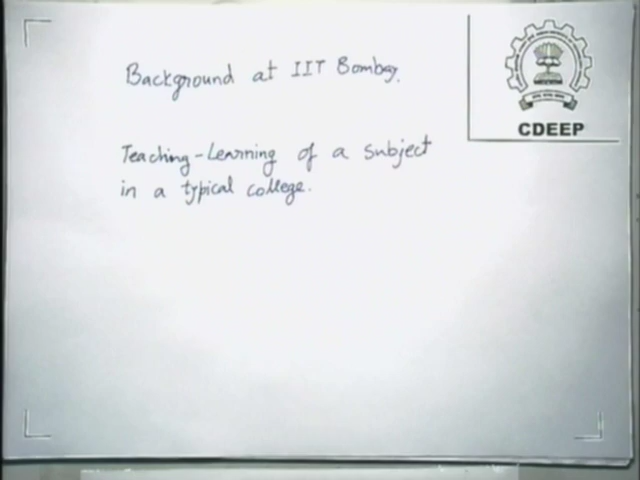 Background at IIT Bombay.
CDEEP
Teaching-Learning of a subject
in a typical college.